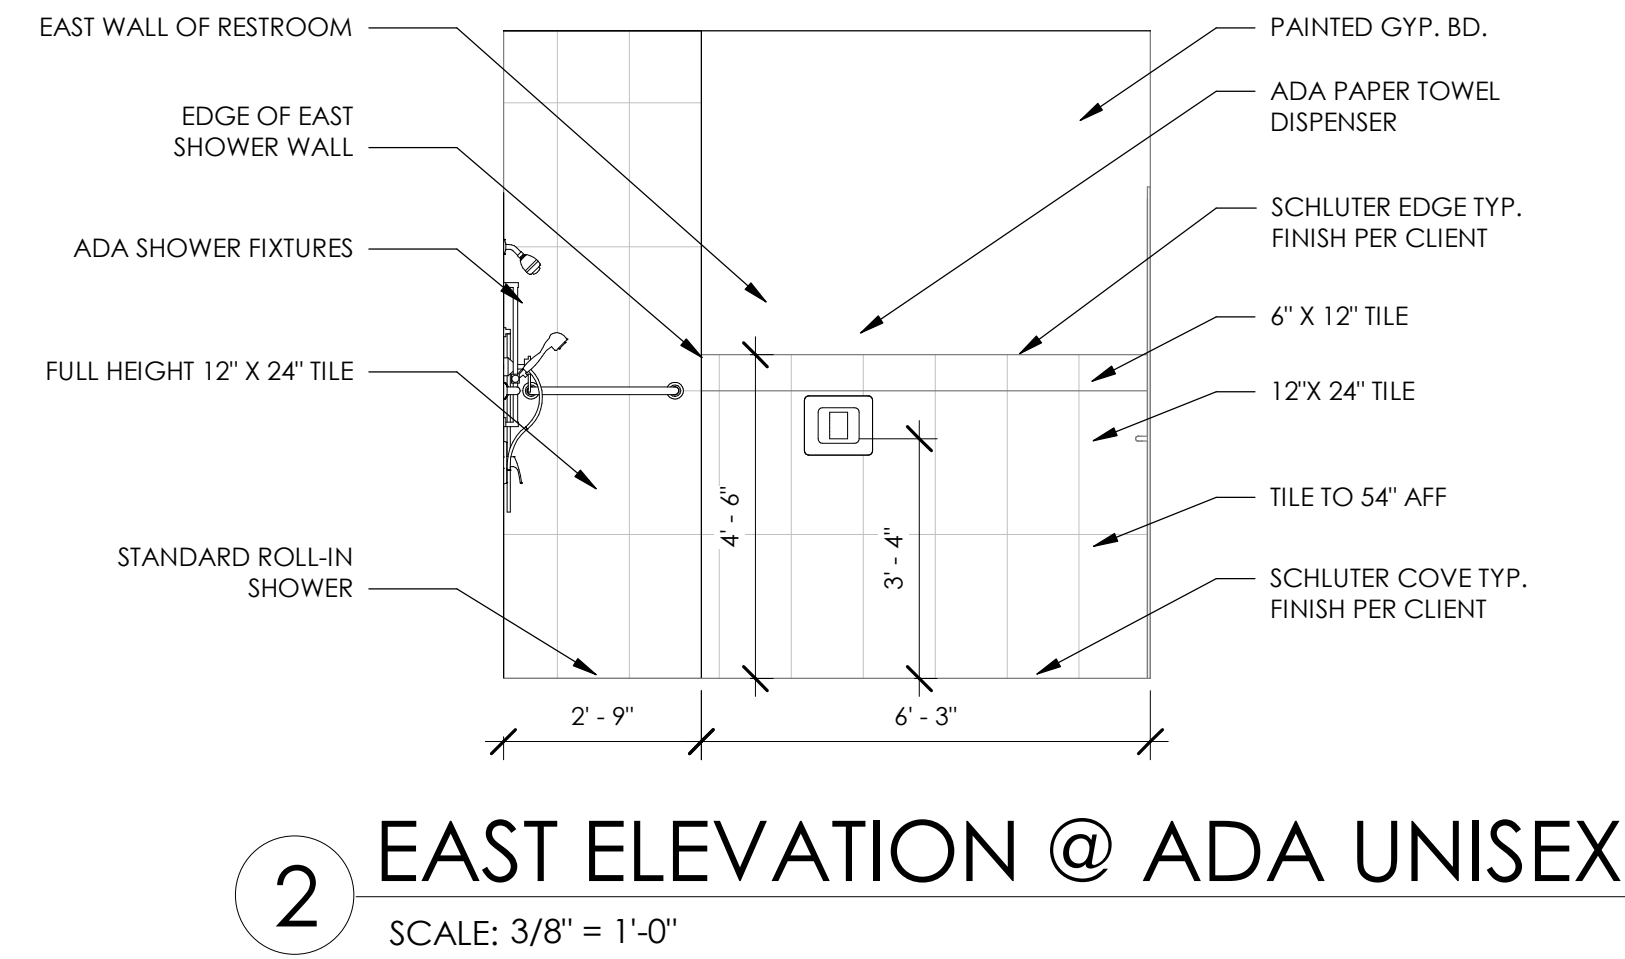 EAST WALL OF RESTROOM
EDGE OF EAST
SHOWER WALL
ADA SHOWER FIXTURES
FULL HEIGHT 12" X 24" TILE
STANDARD ROLL-IN
SHOWER
PAINTED GYP. BD.
ADA PAPER TOWEL
DISPENSER
SCHLUTER EDGE TYP.
FINISH PER CLIENT
6" X 12" TILE
12"X 24" TILE
TILE TO 54" AFF
SCHLUTER COVE TYP.
FINISH PER CLIENT
4' - 6"
3' - 4"
2' - 9"
6' - 3"
2
EAST ELEVATION @ ADA UNISEX
SCALE: 3/8" = 1'-0"